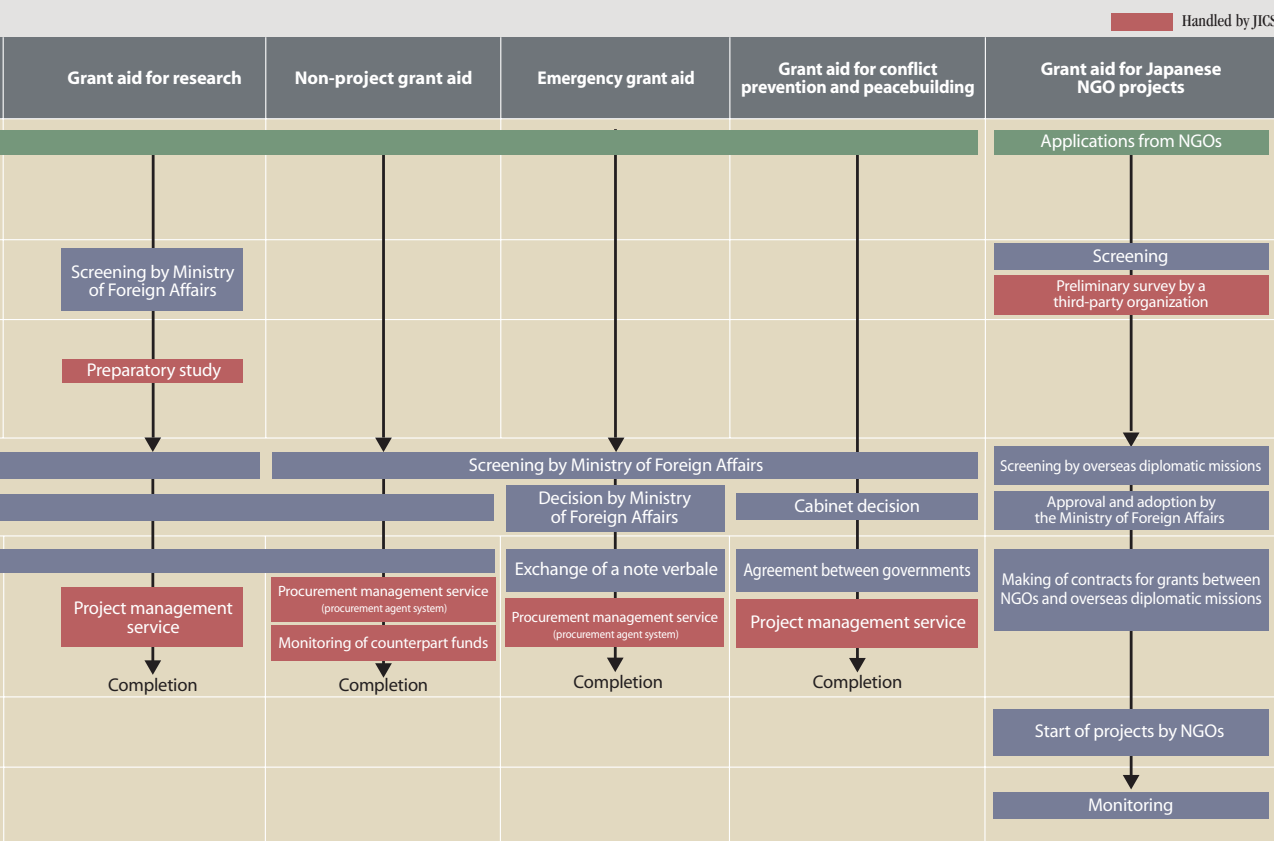 Handled by JICS
Grant aid for research
Non-project grant aid
Emergency grant aid
Grant aid for conflict
prevention and peacebuilding
Grant aid for Japanese
NGO projects
Applications from NGOs
Screening by Ministry
of Foreign Affairs
Screening
Preliminary survey by a
third-party organization
Preparatory study
Screening by Ministry of Foreign Affairs
Screening by overseas diplomatic missions
Decision by Ministry
of Foreign Affairs
Cabinet decision
Approval and adoption by
the Ministry of Foreign Affairs
Exchange of a note verbale
Agreement between governments
Making of contracts for grants between
NGOs and overseas diplomatic missions
Project management
service
Procurement management service
(procurement agent system)
Monitoring of counterpart funds
Procurement management service
(procurement agent system)
Project management service
Completion
Completion
Completion
Completion
Start of projects by NGOs
Monitoring